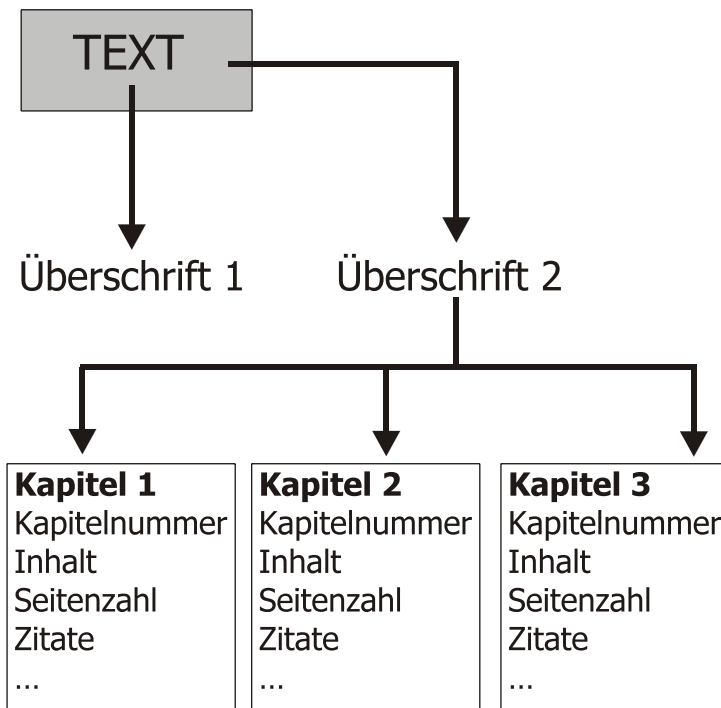 TEXT
Überschrift 1
Überschrift 2
Kapitel 1
Kapitelnummer
Inhalt
Seitenzahl
Zitate
...
Kapitel 2
Kapitelnummer
Inhalt
Seitenzahl
Zitate
...
Kapitel 3
Kapitelnummer
Inhalt
Seitenzahl
Zitate
...